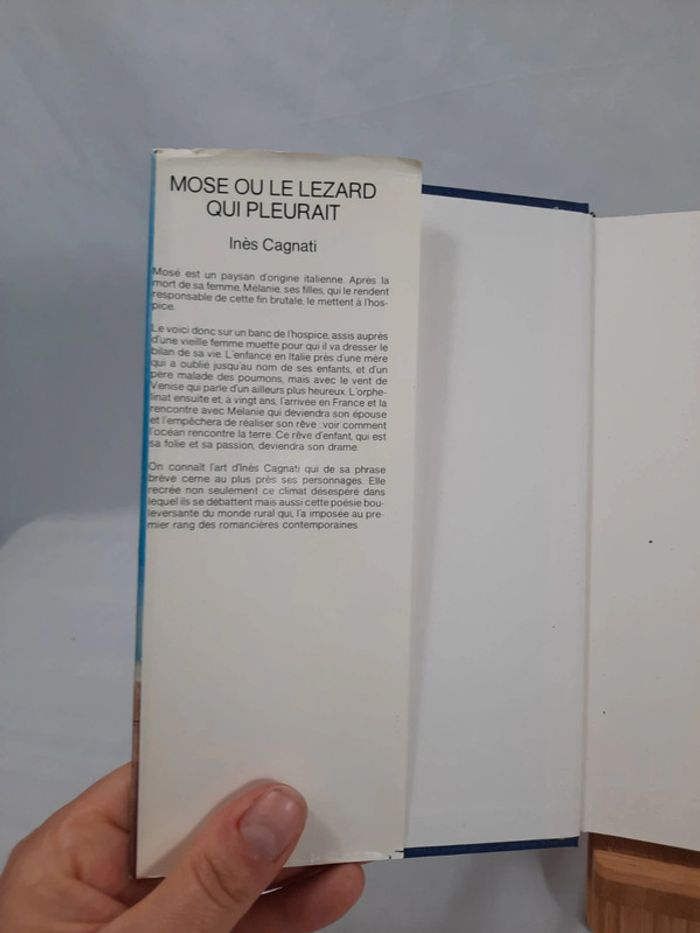 MOSE OU LE LEZARD
QUI PLEURAIT
Inès Cagnati
Mosé est un paysan d'origine italienne. Après la
mort de sa femme, Mélanie, ses filles, qui le rendent
responsable de cette fin brutale, le mettent à l'hos-
pice.
Le voici donc sur un banc de l'hospice, assis auprès
d'une vieille femme muette pour qui il va dresser le
bilan de sa vie. L'enfance en Italie près d'une mère
qui a oublié jusqu'au nom de ses enfants, et d'un
père malade des poumons, mais avec le vent de
Venise qui parle d'un ailleurs plus heureux. L'orphe-
linat ensuite et, à vingt ans, l'arrivée en France et la
rencontre avec Mélanie qui deviendra son épouse
et l'empêchera de réaliser son rêve : voir comment
l'océan rencontre la terre. Ce rêve d'enfant, qui est
sa folie et sa passion, deviendra son drame.
On connaît l'art d'Inès Cagnati qui de sa phrase
brève cerne au plus près ses personnages. Elle
recrée non seulement ce climat désespéré dans
lequel ils se débattent mais aussi cette poésie bou-
leversante du monde rural qui, l'a imposée au pre-
mier rang des romancières contemporaines.